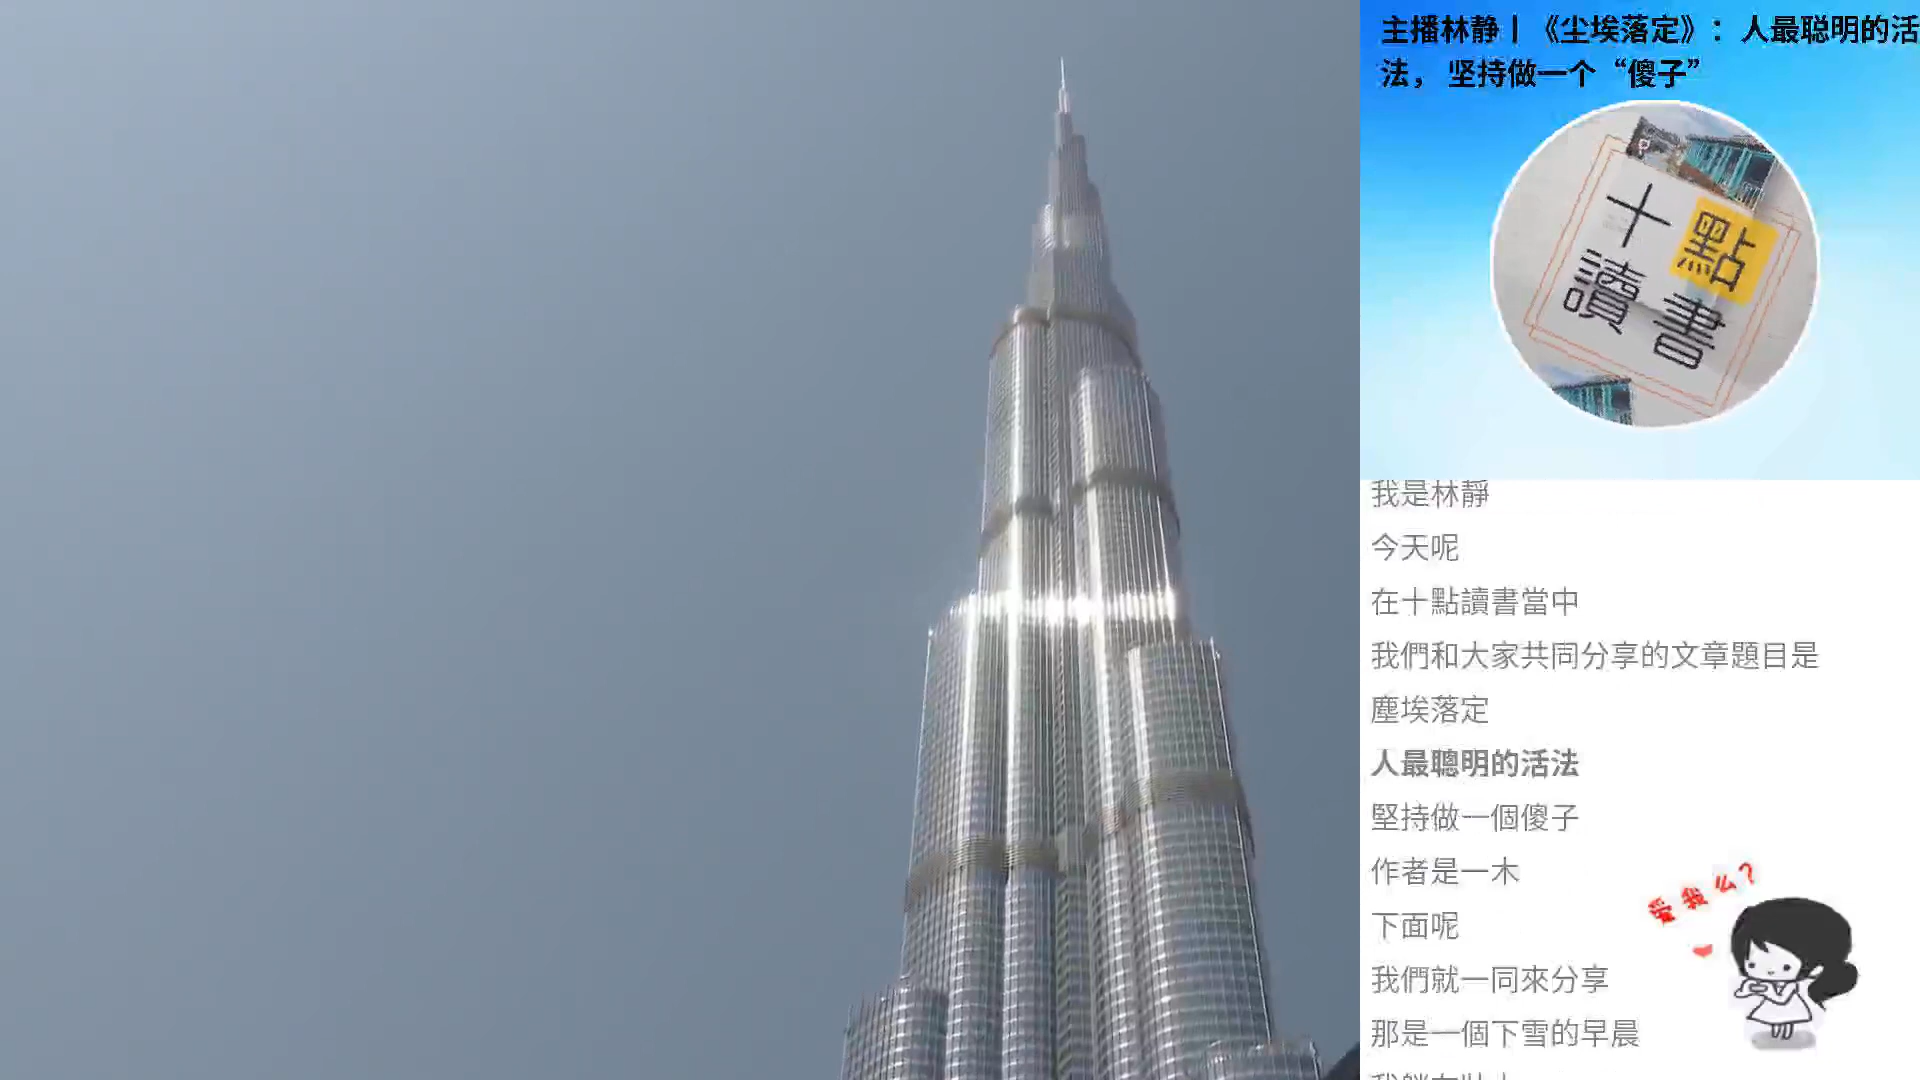 主播林静丨《尘埃落定》：人最聪明的活
法，坚持做一个“傻子”
十點
讀書
我是林靜
今天呢
在十點讀書當中
我們和大家共同分享的文章題目是
塵埃落定
人最聰明的活法
堅持做一個傻子
作者是一木
下面呢
我們就一同來分享
那是一個下雪的早晨
爱我么？